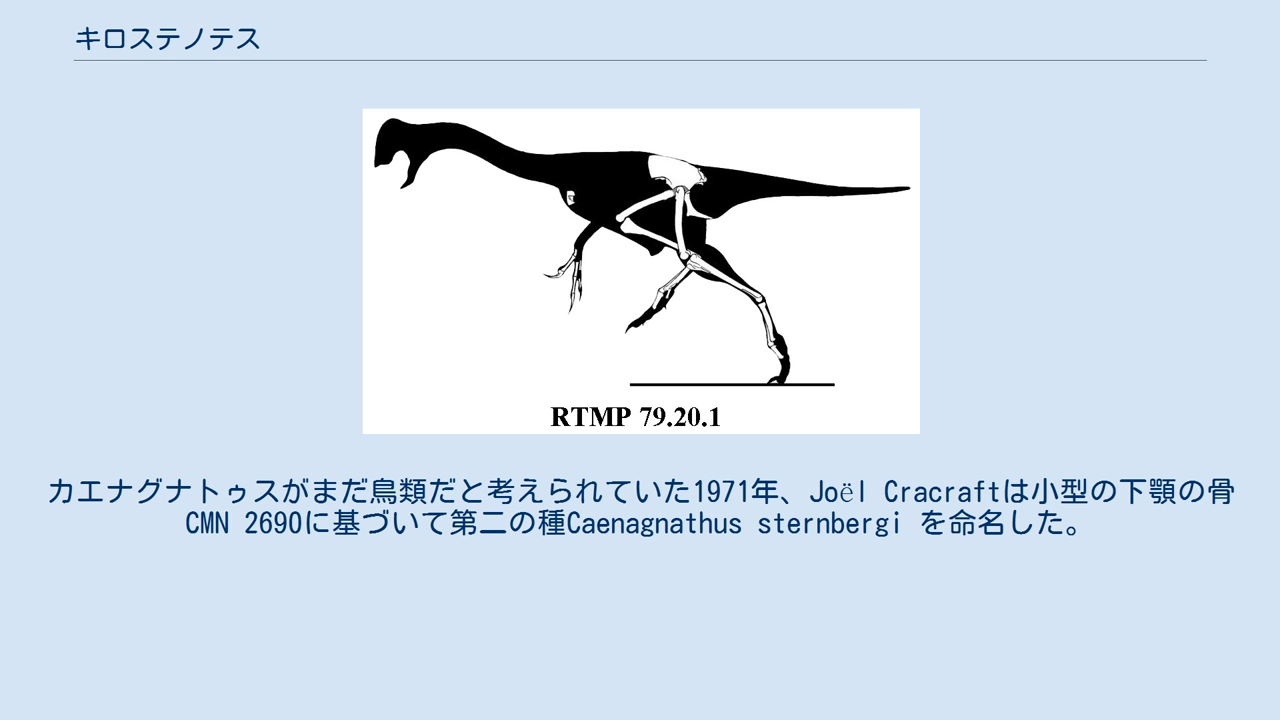 キロステノテス
RTMP 79.20.1
カエナグナトゥスがまだ鳥類だと考えられていた1971年、Joël Cracraftは小型の下顎の骨
CMN 2690に基づいて第二の種Caenagnathus sternbergi を命名した。